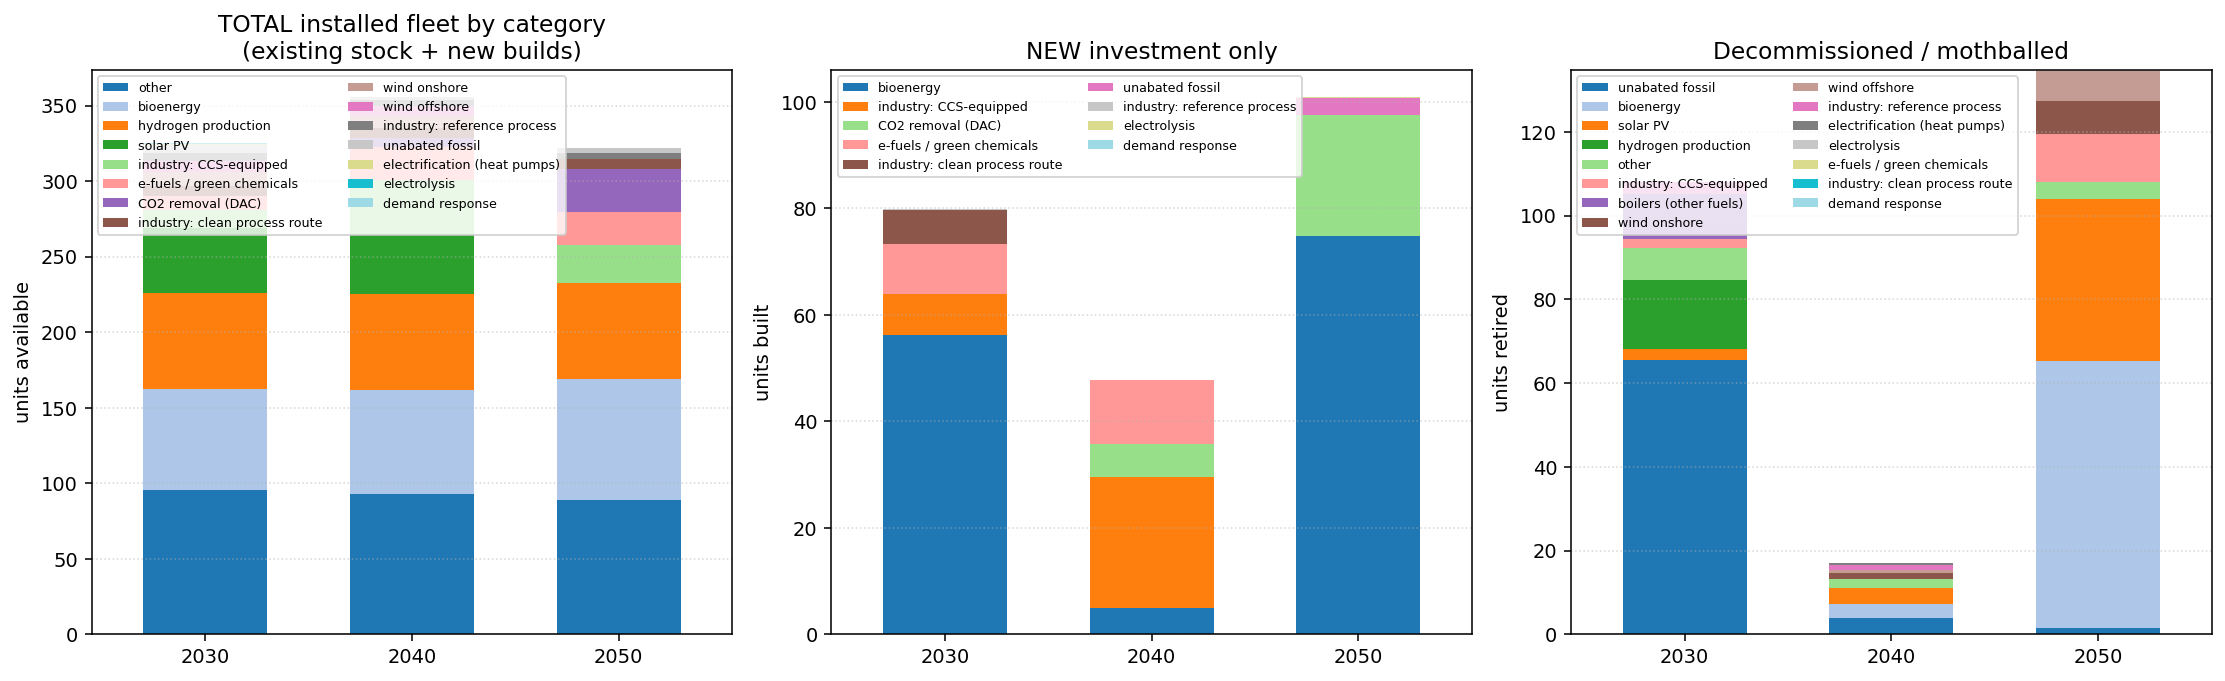 TOTAL installed fleet by category
(existing stock + new builds)
units available
350
300
250
200
150
100
50
0
2030
2040
2050
other
bioenergy
hydrogen production
solar PV
industry: CCS-equipped
e-fuels / green chemicals
CO2 removal (DAC)
industry: clean process route
wind onshore
wind offshore
industry: reference process
unabated fossil
electrification (heat pumps)
electrolysis
demand response
NEW investment only
units built
100
80
60
40
20
0
2030
2040
2050
bioenergy
industry: CCS-equipped
CO2 removal (DAC)
e-fuels / green chemicals
industry: clean process route
unabated fossil
industry: reference process
electrolysis
demand response
Decommissioned / mothballed
units retired
120
100
80
60
40
20
0
2030
2040
2050
unabated fossil
bioenergy
solar PV
hydrogen production
other
industry: CCS-equipped
boilers (other fuels)
wind onshore
wind offshore
industry: reference process
electrification (heat pumps)
electrolysis
e-fuels / green chemicals
industry: clean process route
demand response